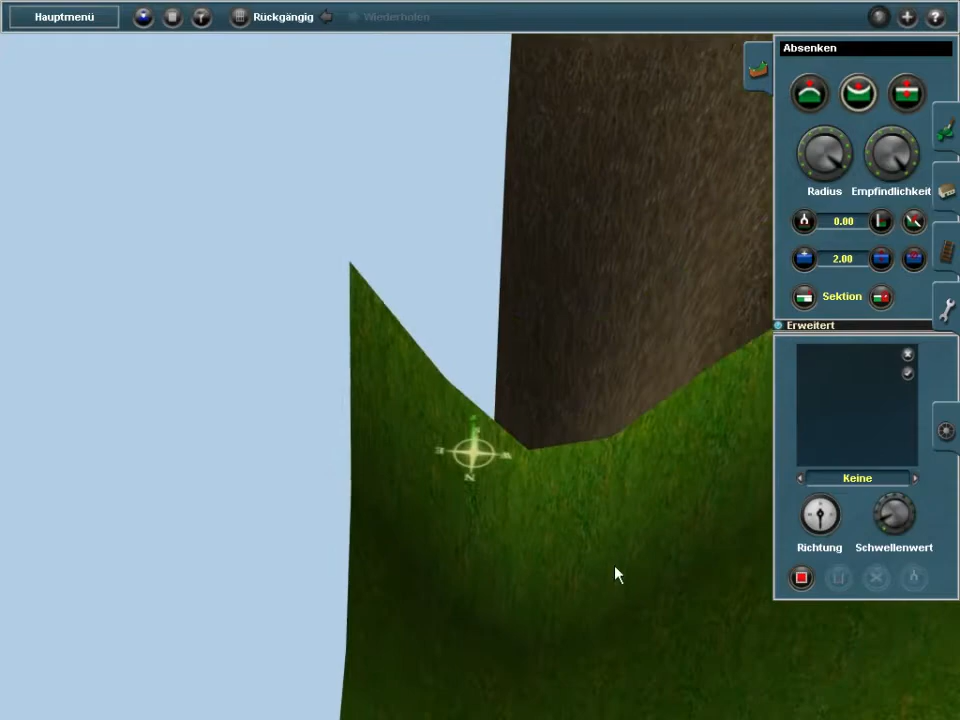 Hauptmenü
Rückgängig
Wiederholen
Absenken
Radius Empfindlichkeit
0.00
2.00
Sektion
Erweitert
Keine
Richtung Schwellenwert
N